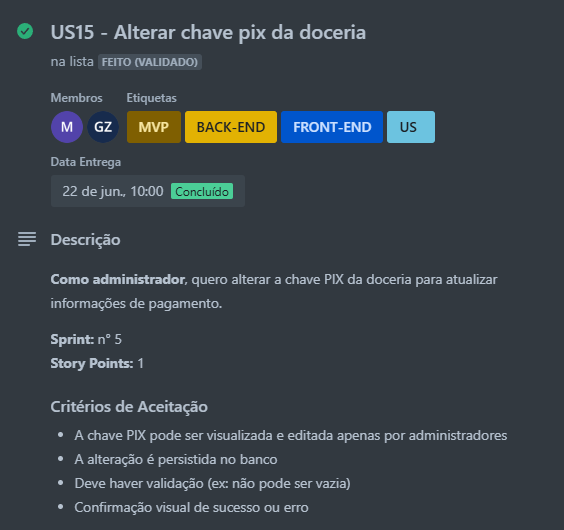 US15 - Alterar chave pix da doceria
na lista FEITO (VALIDADO)
Membros Etiquetas
M GZ MVP BACK-END FRONT-END US
Data Entrega
22 de jun., 10:00 Concluído
Descrição
Como administrador, quero alterar a chave PIX da doceria para atualizar
informações de pagamento.
Sprint: n° 5
Story Points: 1
Critérios de Aceitação
• A chave PIX pode ser visualizada e editada apenas por administradores
• A alteração é persistida no banco
• Deve haver validação (ex: não pode ser vazia)
• Confirmação visual de sucesso ou erro